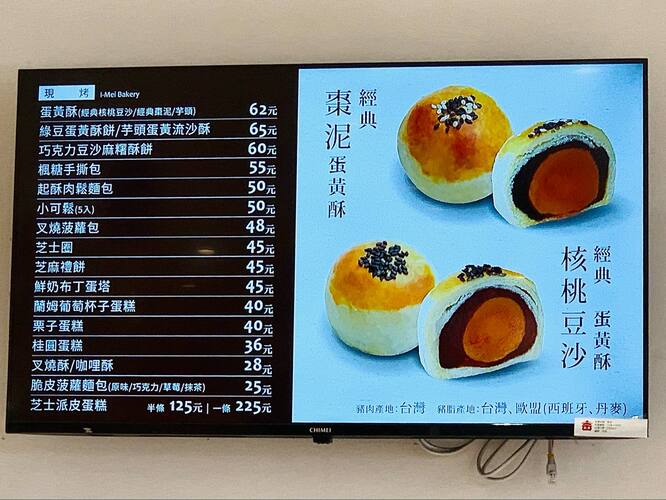 現烤 I-Mei Bakery
蛋黃酥(經典核桃豆沙/經典棗泥/芋頭) 62元
綠豆蛋黃酥餅/芋頭蛋黃流沙酥 65元
巧克力豆沙麻糬酥餅 60元
楓糖手撕包 55元
起酥肉鬆麵包 50元
小可鬆(5入) 50元
叉燒菠蘿包 48元
芝士圈 45元
芝麻禮餅 45元
鮮奶布丁蛋塔 45元
蘭姆葡萄杯子蛋糕 40元
栗子蛋糕 40元
桂圓蛋糕 36元
叉燒酥/咖哩酥 28元
脆皮菠蘿麵包(原味/巧克力/草莓/抹茶) 25元
芝士派皮蛋糕 半條 125元 | 一條 225元
經典
棗泥蛋黃酥
經典 蛋黃酥
核桃豆沙
豬肉產地:台灣 豬脂產地:台灣、歐盟(西班牙、丹麥)
CHIMEI